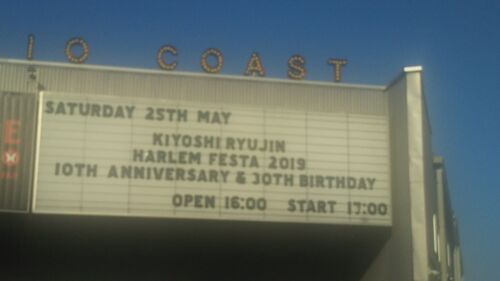 IO COAST
SATURDAY 25TH MAY
KIYOSHI RYUJIN
HARLEM FESTA 2019
10TH ANNIVERSARY & 30TH BIRTHDAY
OPEN 16:00 START 17:00
E